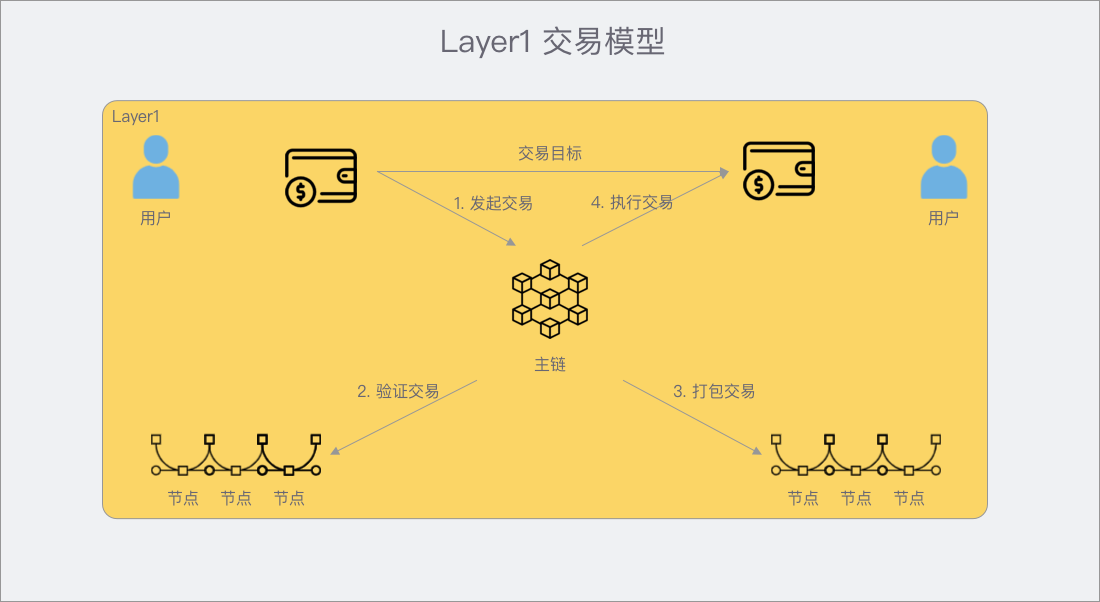 Layer1 交易模型
Layer1
交易目标
1. 发起交易
4. 执行交易
用户
用户
主链
2. 验证交易
3. 打包交易
节点 节点 节点
节点 节点 节点